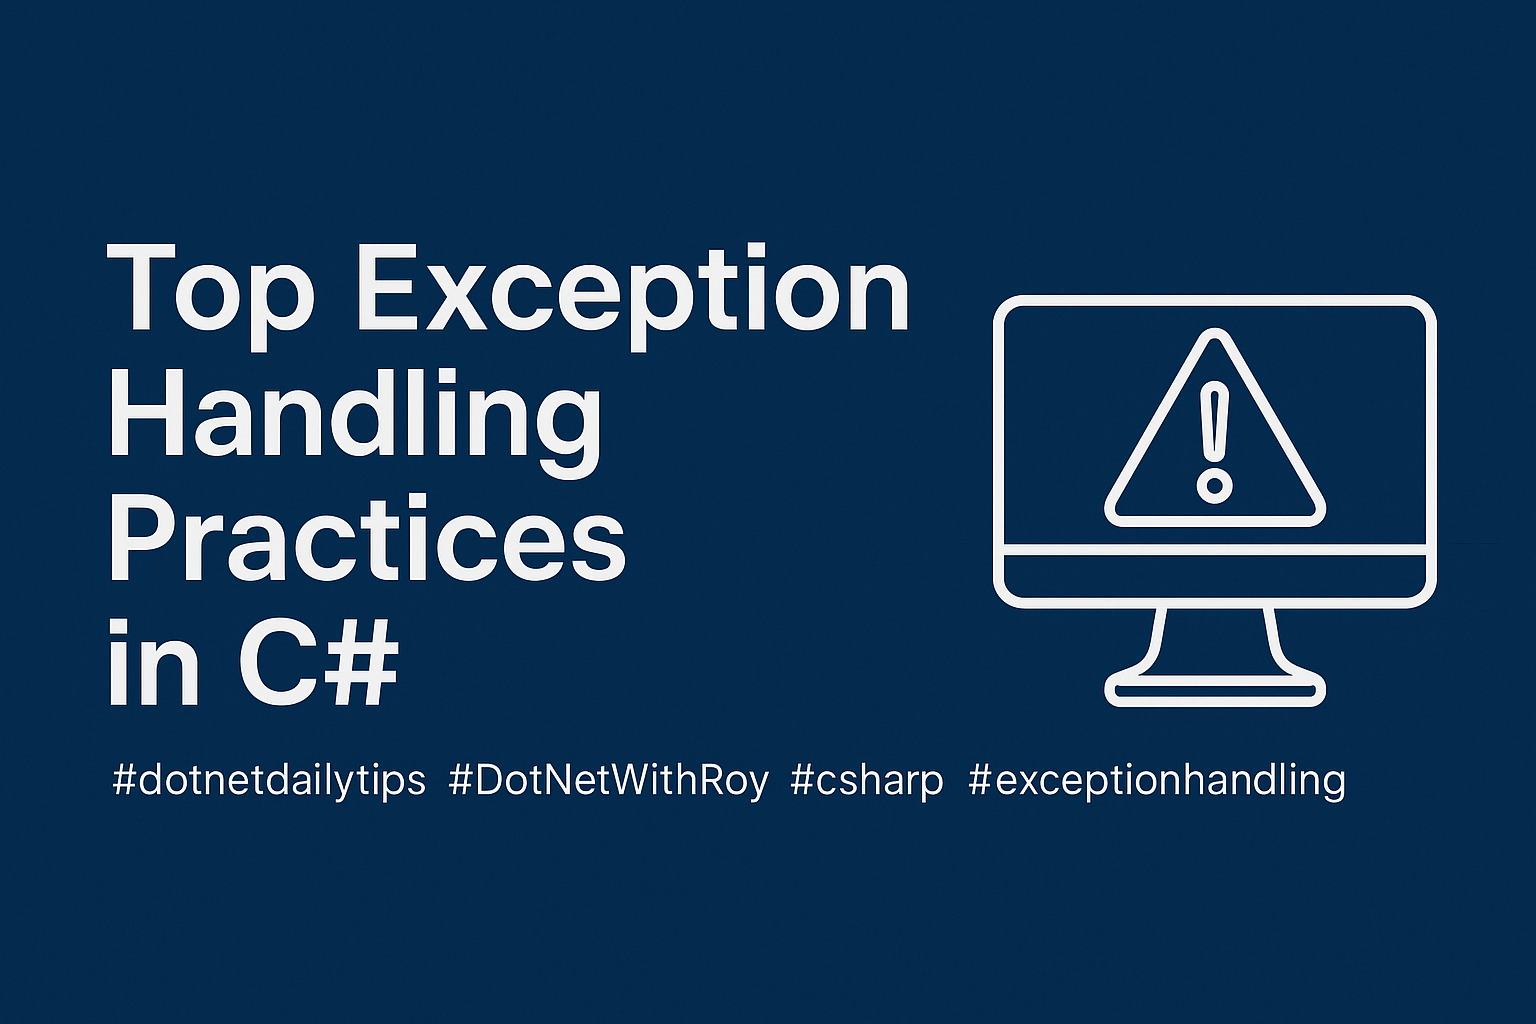 Top Exception
Handling
Practices
in C#
#dotnetdailytips #DotNetWithRoy #csharp #exceptionhandling